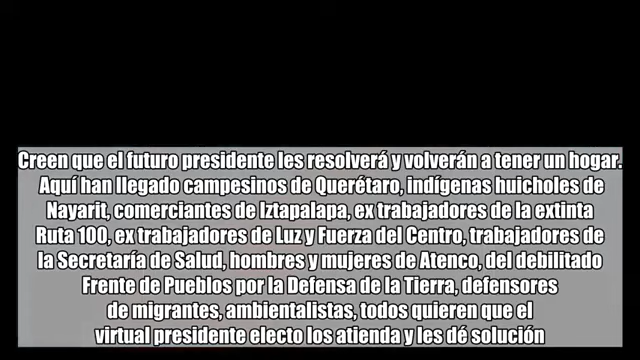 Creen que el futuro presidente les resolverá y volverán a tener un hogar.
Aquí han llegado campesinos de Querétaro, indígenas huicholes de
Nayarit, comerciantes de Iztapalapa, ex trabajadores de la extinta
Ruta 100, ex trabajadores de Luz y Fuerza del Centro, trabajadores de
la Secretaría de Salud, hombres y mujeres de Atenco, del debilitado
Frente de Pueblos por la Defensa de la Tierra, defensores
de migrantes, ambientalistas, todos quieren que el
virtual presidente electo los atienda y les dé solución